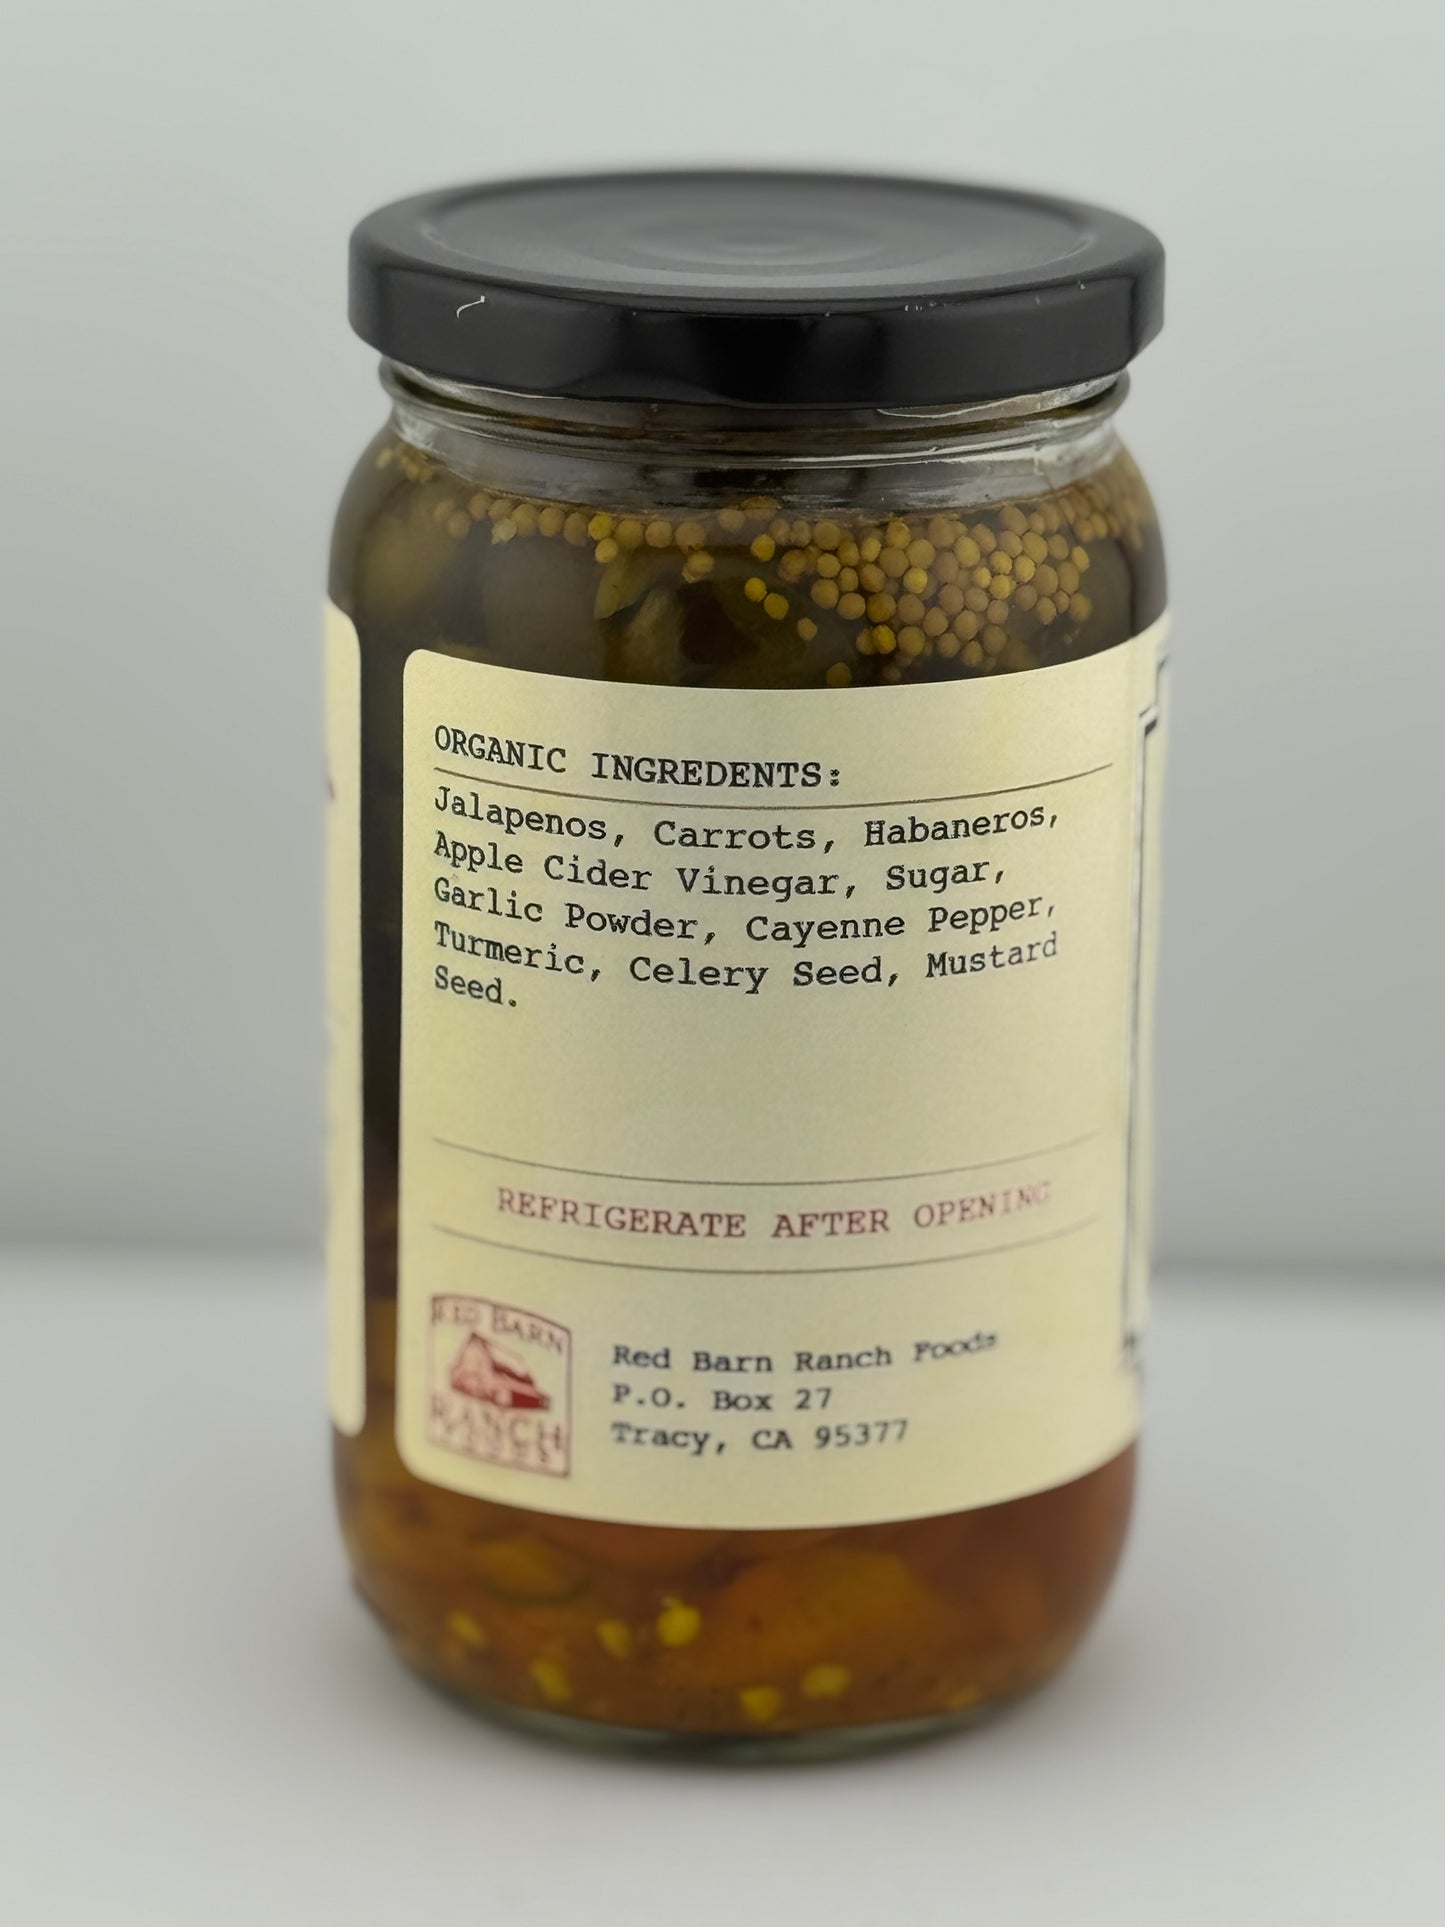 ORGANIC INGREDENTS:
Jalapenos, Carrots, Habaneros,
Apple Cider Vinegar, Sugar,
Garlic Powder, Cayenne Pepper,
Turmeric, Celery Seed, Mustard
Seed.
REFRIGERATE AFTER OPENING
RED BARN
RANCH
FOODS
Red Barn Ranch Foods
P.O. Box 27
Tracy, CA 95377